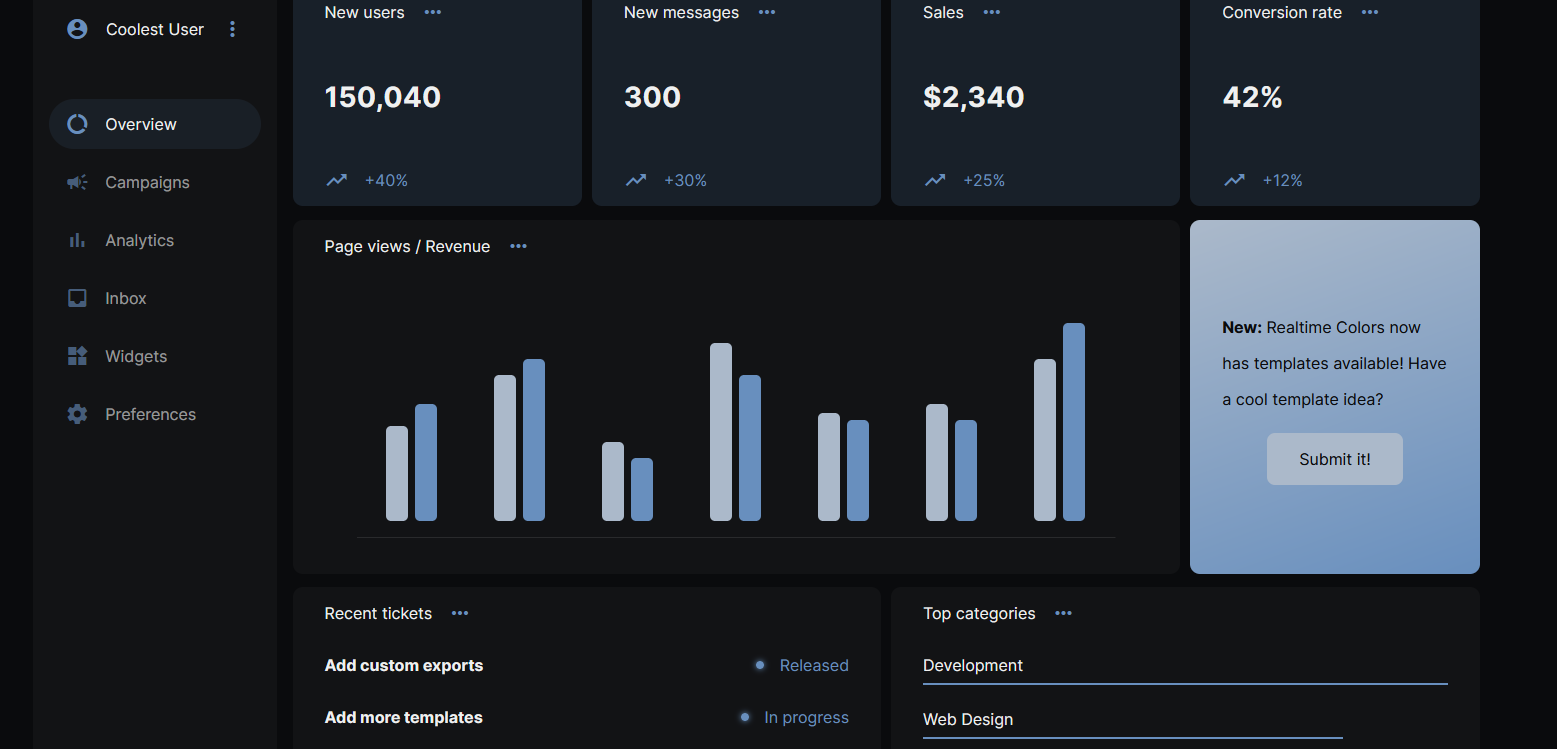 Coolest User
Overview
Campaigns
Analytics
Inbox
Widgets
Preferences
New users
150,040
+40%
New messages
300
+30%
Sales
$2,340
+25%
Conversion rate
42%
+12%
Page views / Revenue
New: Realtime Colors now
has templates available! Have
a cool template idea?
Submit it!
Recent tickets
Add custom exports
Released
Add more templates
In progress
Top categories
Development
Web Design